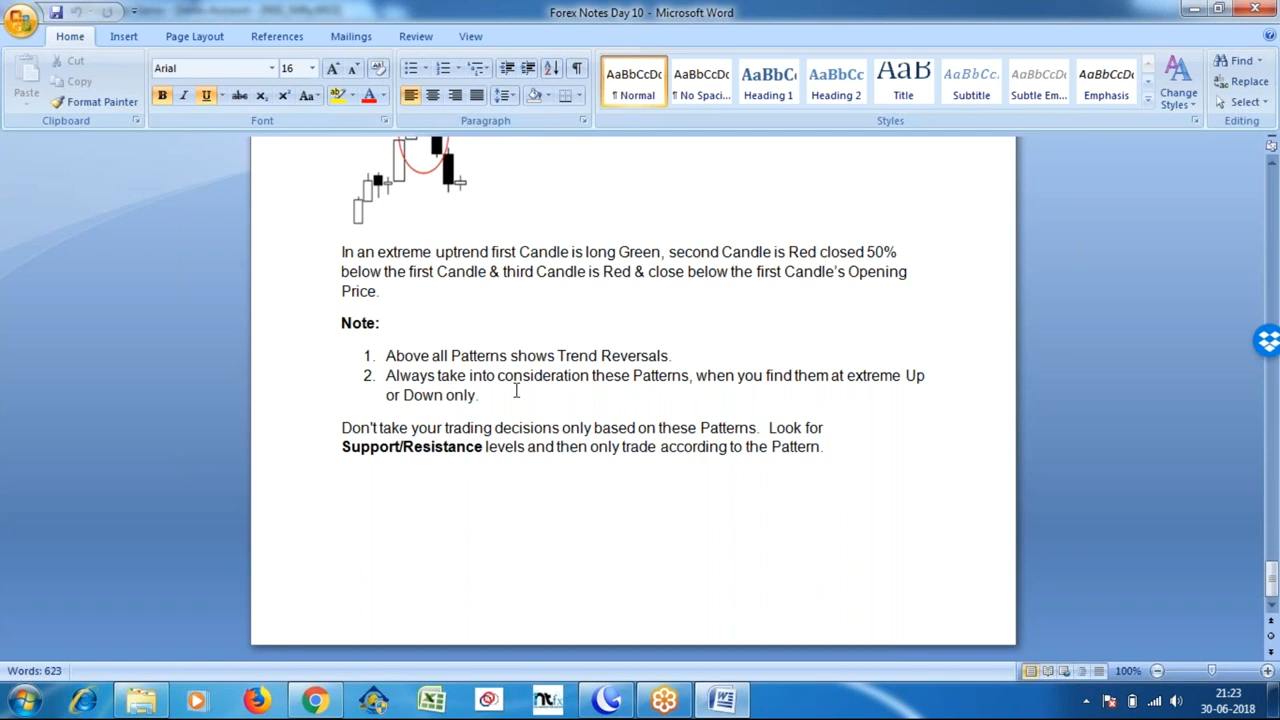 Forex Notes Day 10 - Microsoft Word
Home Insert Page Layout References Mailings Review View
Paste
Cut
Copy
Format Painter
Clipboard
Arial 16
Font
Paragraph
AaBbCcDc AaBbCcDc AaBbC AaBbCc AaB AaBbCc. AaBbCcDc AaBbCcDc
¶ Normal ¶ No Spaci... Heading 1 Heading 2 Title Subtitle Subtle Em... Emphasis
Change
Styles
Styles
Find
Replace
Select
Editing
In an extreme uptrend first Candle is long Green, second Candle is Red closed 50%
below the first Candle & third Candle is Red & close below the first Candle's Opening
Price.
Note:
1. Above all Patterns shows Trend Reversals.
2. Always take into consideration these Patterns, when you find them at extreme Up
or Down only.
Don't take your trading decisions only based on these Patterns. Look for
Support/Resistance levels and then only trade according to the Pattern.
Words: 623
100%
21:23
30-06-2018